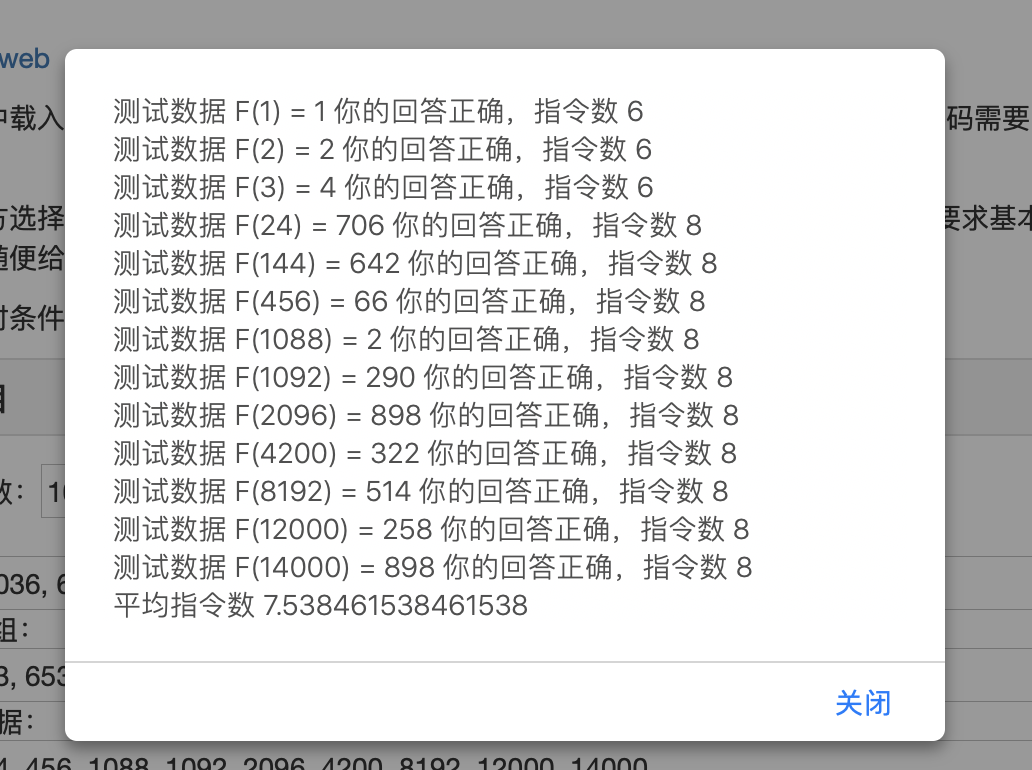 web
中载入
码需要
测试数据 F(1) = 1 你的回答正确，指令数 6
测试数据 F(2) = 2 你的回答正确，指令数 6
测试数据 F(3) = 4 你的回答正确，指令数 6
方选择
要求基本
测试数据 F(24) = 706 你的回答正确，指令数 8
随便给
测试数据 F(144) = 642 你的回答正确，指令数 8
测试数据 F(456) = 66 你的回答正确，指令数 8
时条件
测试数据 F(1088) = 2 你的回答正确，指令数 8
测试数据 F(1092) = 290 你的回答正确，指令数 8
测试数据 F(2096) = 898 你的回答正确，指令数 8
测试数据 F(4200) = 322 你的回答正确，指令数 8
数：
测试数据 F(8192) = 514 你的回答正确，指令数 8
测试数据 F(12000) = 258 你的回答正确，指令数 8
测试数据 F(14000) = 898 你的回答正确，指令数 8
036, 6
平均指令数 7.538461538461538
组：
3, 653
关闭
据：
4, 456, 1088, 1092, 2096, 4200, 8192, 12000, 14000